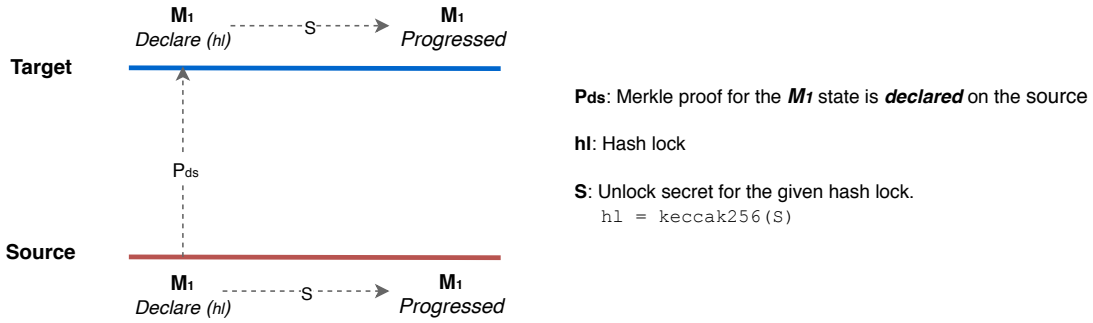 M1
Declare (hl)
S
M1
Progressed
Target
Pds
Source
M1
Declare (hl)
S
M1
Progressed
Pds: Merkle proof for the M1 state is declared on the source
hl: Hash lock
S: Unlock secret for the given hash lock.
hl = keccak256(S)